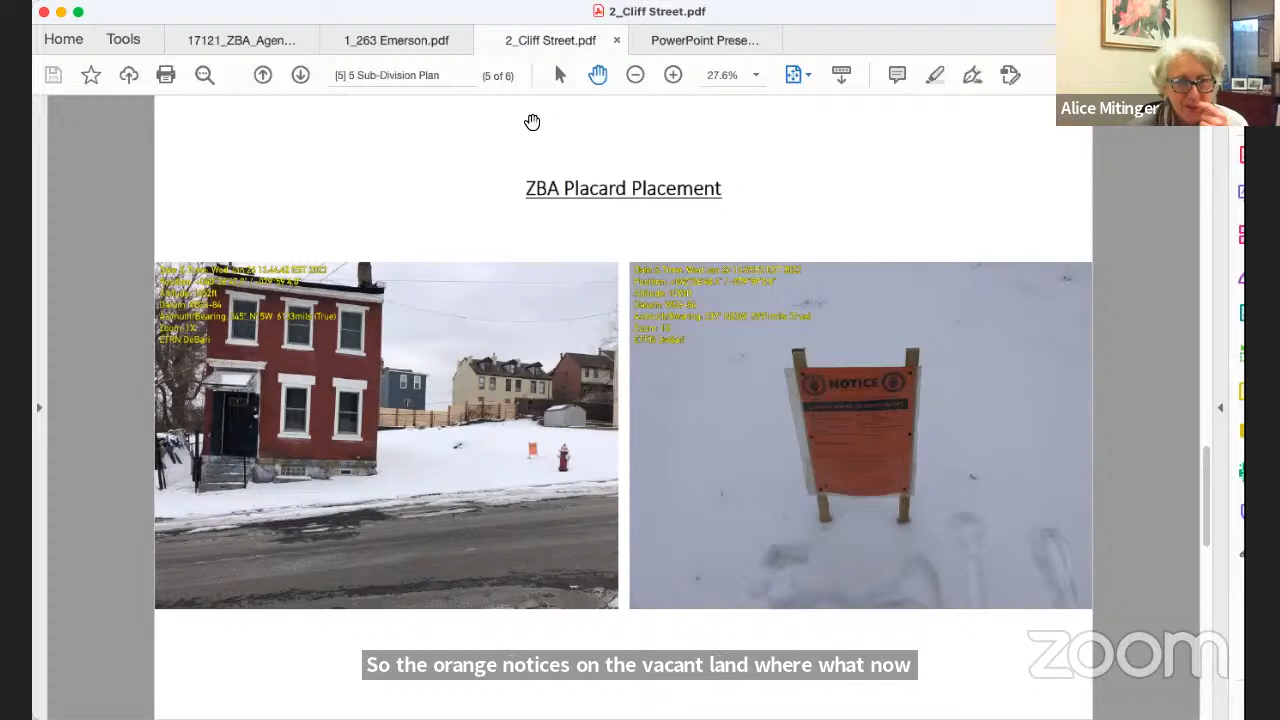 2_Cliff Street.pdf
Home Tools 17121_ZBA_Agen... 1_263 Emerson.pdf 2_Cliff Street.pdf × PowerPoint Prese...
[5] 5 Sub-Division Plan (5 of 6) 27.6%
Alice Mitinger
ZBA Placard Placement
NOTICE
So the orange notices on the vacant land where what now
zoom